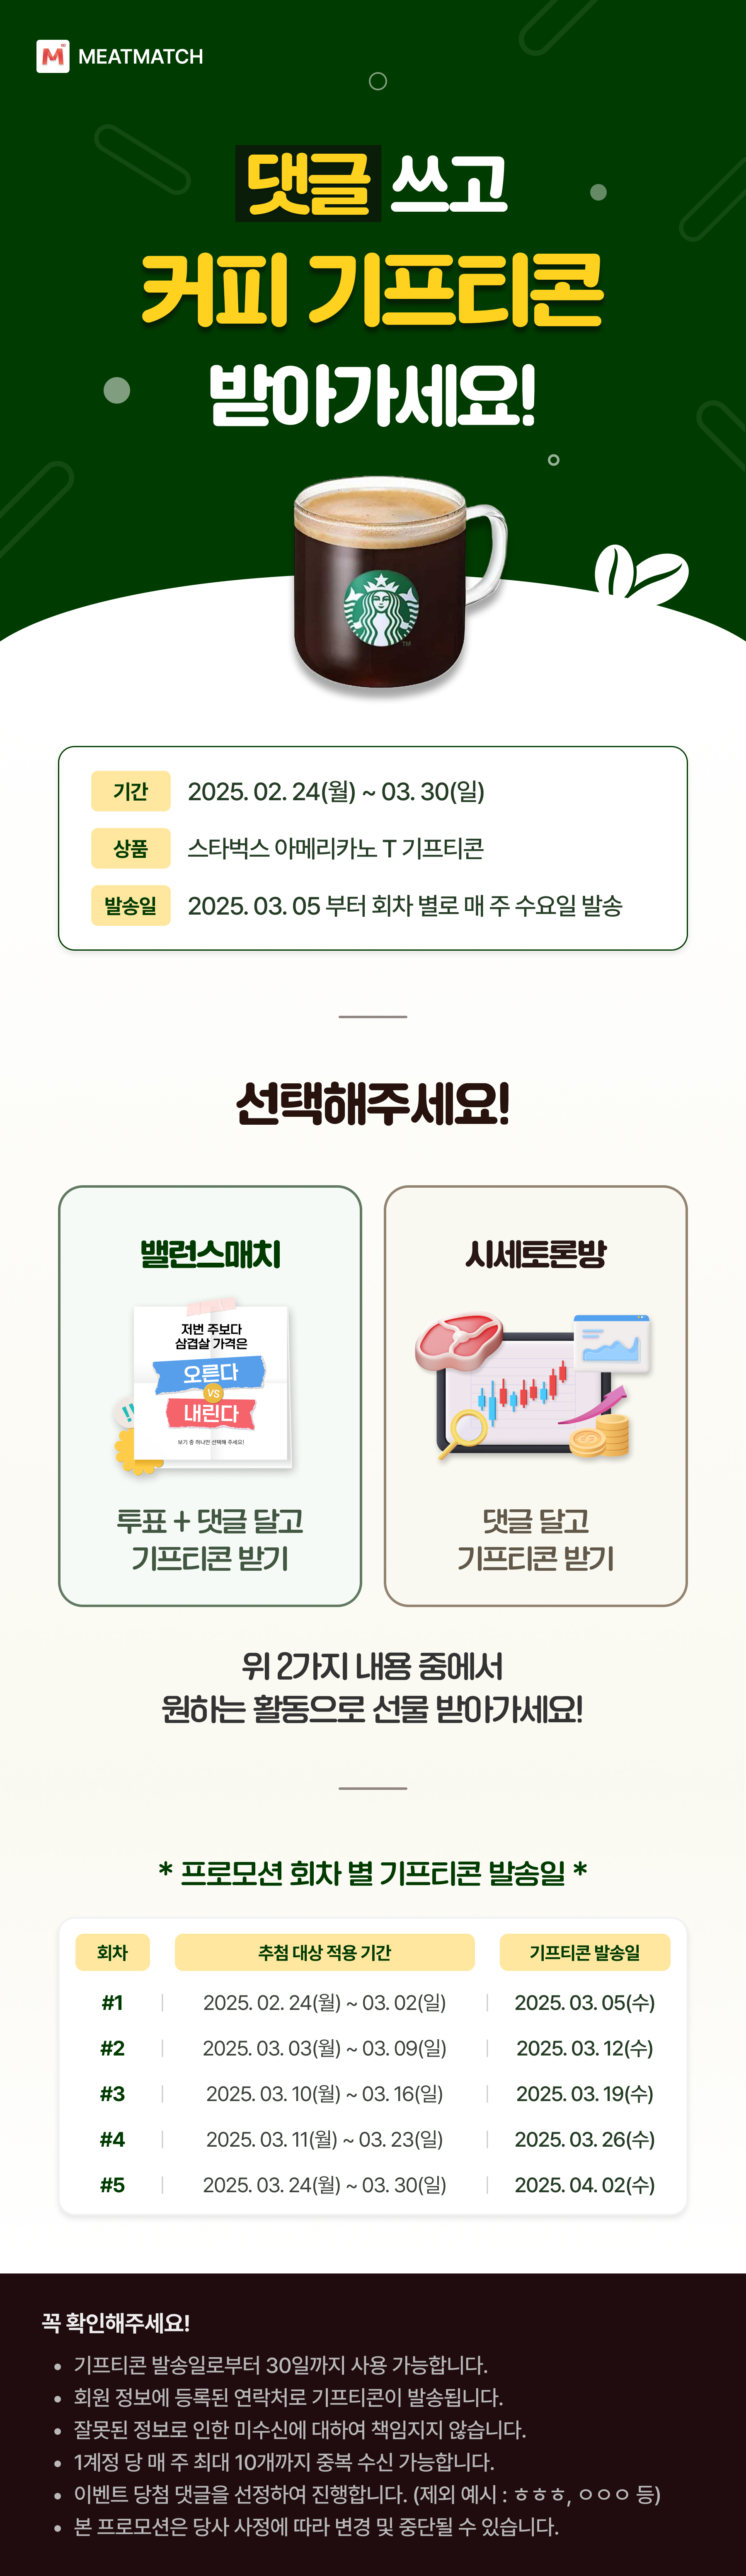 MEATMATCH
댓글 쓰고
커피 기프티콘
받아가세요!
TM
기간 2025. 02. 24(월) ~ 03. 30(일)
상품 스타벅스 아메리카노 T 기프티콘
발송일 2025. 03. 05 부터 회차 별로 매 주 수요일 발송
선택해주세요!
밸런스매치
저번 주보다
삼겹살 가격은
오른다
VS
내린다
보기 중 하나만 선택해 주세요!
투표 + 댓글 달고
기프티콘 받기
시세토론방
댓글 달고
기프티콘 받기
위 2가지 내용 중에서
원하는 활동으로 선물 받아가세요!
* 프로모션 회차 별 기프티콘 발송일 *
회차 추첨 대상 적용 기간 기프티콘 발송일
#1 2025. 02. 24(월) ~ 03. 02(일) 2025. 03. 05(수)
#2 2025. 03. 03(월) ~ 03. 09(일) 2025. 03. 12(수)
#3 2025. 03. 10(월) ~ 03. 16(일) 2025. 03. 19(수)
#4 2025. 03. 11(월) ~ 03. 23(일) 2025. 03. 26(수)
#5 2025. 03. 24(월) ~ 03. 30(일) 2025. 04. 02(수)
꼭 확인해주세요!
• 기프티콘 발송일로부터 30일까지 사용 가능합니다.
• 회원 정보에 등록된 연락처로 기프티콘이 발송됩니다.
• 잘못된 정보로 인한 미수신에 대하여 책임지지 않습니다.
• 1계정 당 매 주 최대 10개까지 중복 수신 가능합니다.
• 이벤트 당첨 댓글을 선정하여 진행합니다. (제외 예시 : ㅎㅎㅎ, ㅇㅇㅇ 등)
• 본 프로모션은 당사 사정에 따라 변경 및 중단될 수 있습니다.